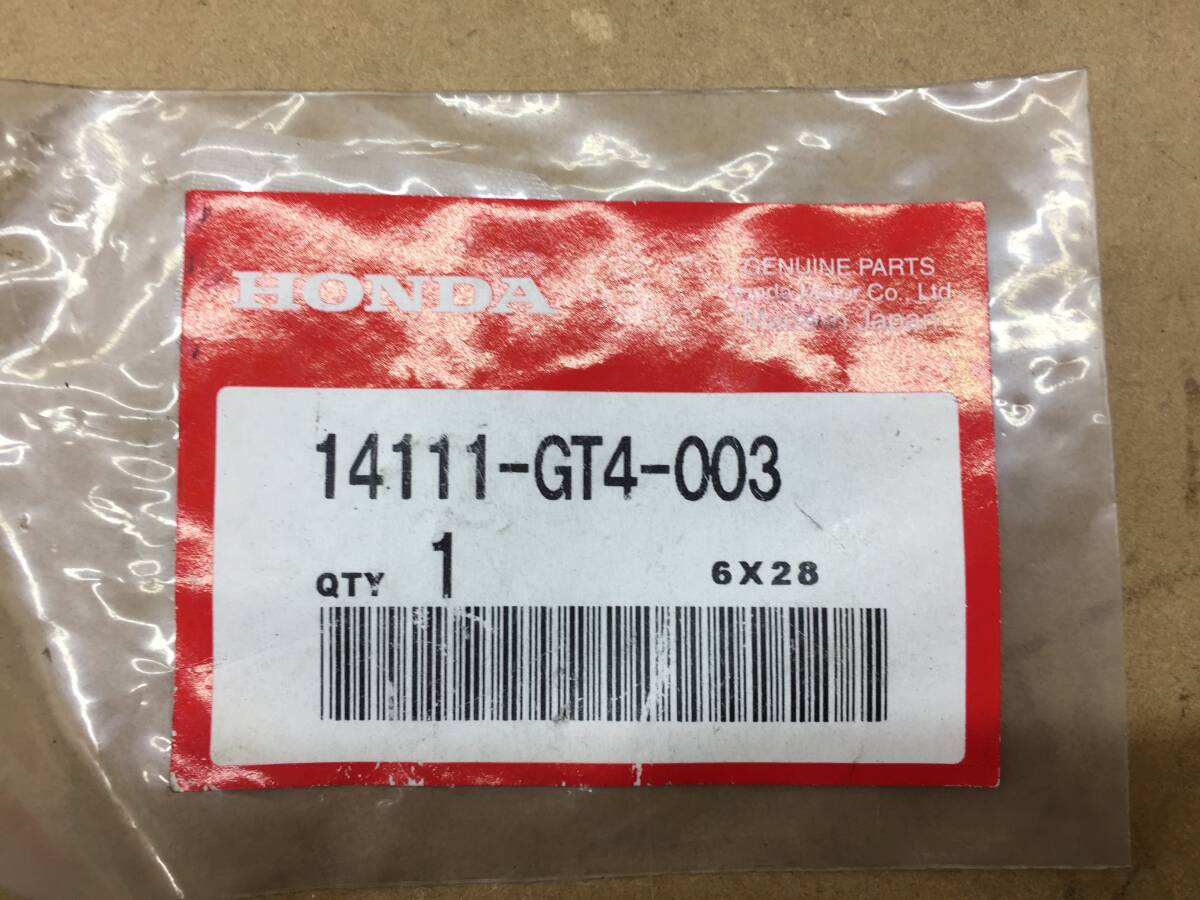 HONDA
GENUINE PARTS
Honda Motor Co., Ltd.
Made in Japan
14111-GT4-003
QTY 1 6X28